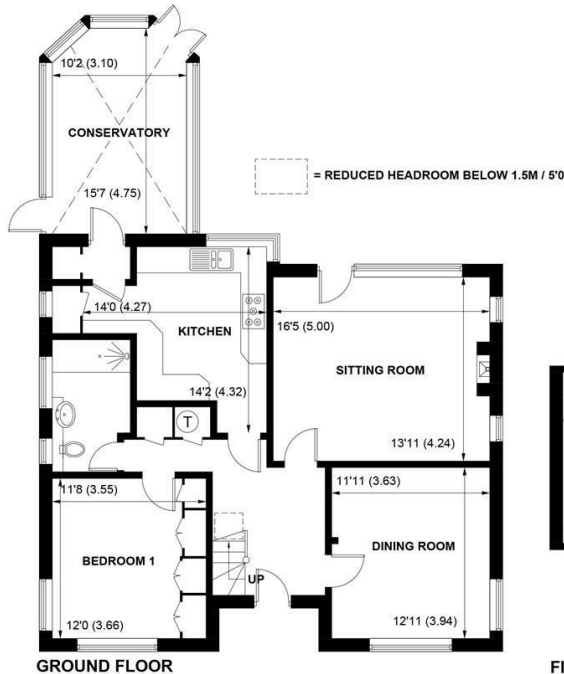 10'2 (3.10)
CONSERVATORY
= REDUCED HEADROOM BELOW 1.5M / 5'0
15'7 (4.75)
14'0 (4.27)
KITCHEN
16'5 (5.00)
SITTING ROOM
14'2 (4.32)
T
13'11 (4.24)
11'8 (3.55)
11'11 (3.63)
BEDROOM 1
DINING ROOM
UP
12'0 (3.66)
12'11 (3.94)
GROUND FLOOR